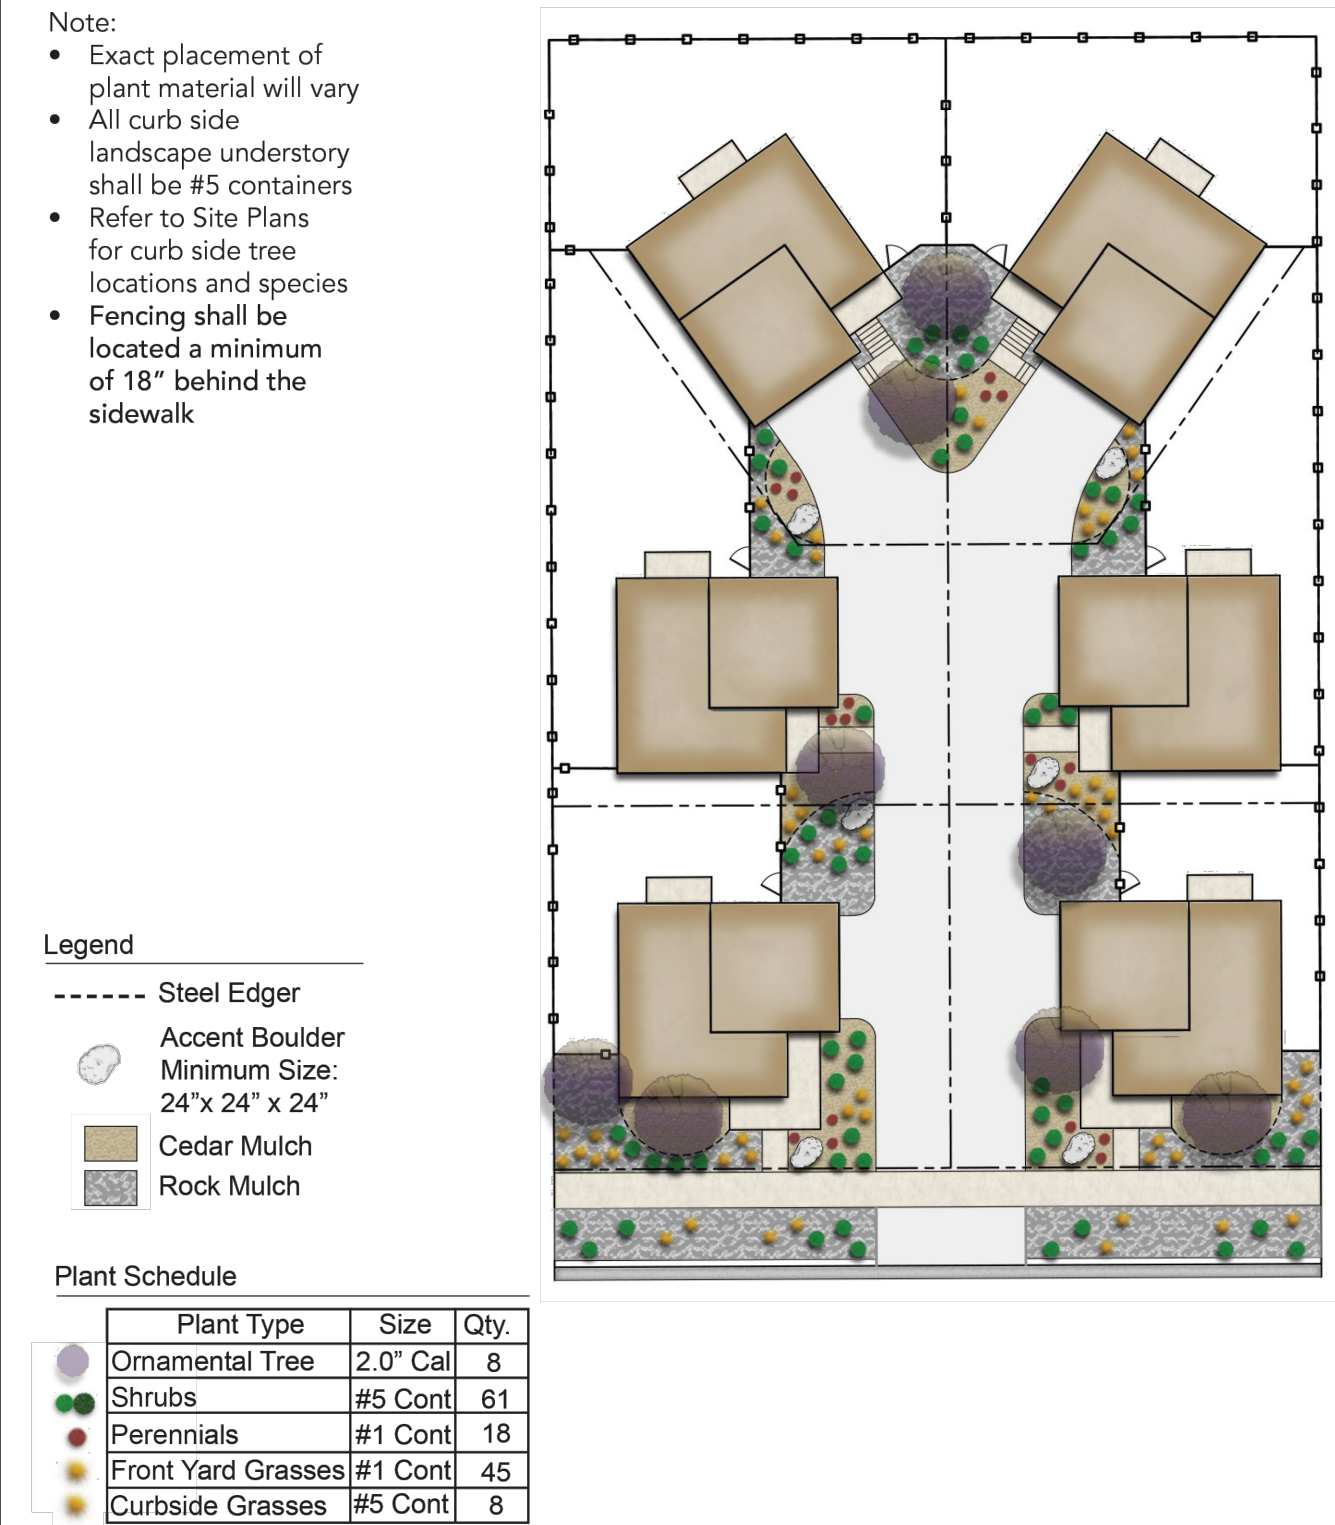 Note:
• Exact placement of
plant material will vary
• All curb side
landscape understory
shall be #5 containers
• Refer to Site Plans
for curb side tree
locations and species
• Fencing shall be
located a minimum
of 18” behind the
sidewalk
Legend
Steel Edger
Accent Boulder
Minimum Size:
24”x 24” x 24”
Cedar Mulch
Rock Mulch
Plant Schedule
Plant Type Size Qty.
Ornamental Tree 2.0” Cal 8
Shrubs #5 Cont 61
Perennials #1 Cont 18
Front Yard Grasses #1 Cont 45
Curbside Grasses #5 Cont 8